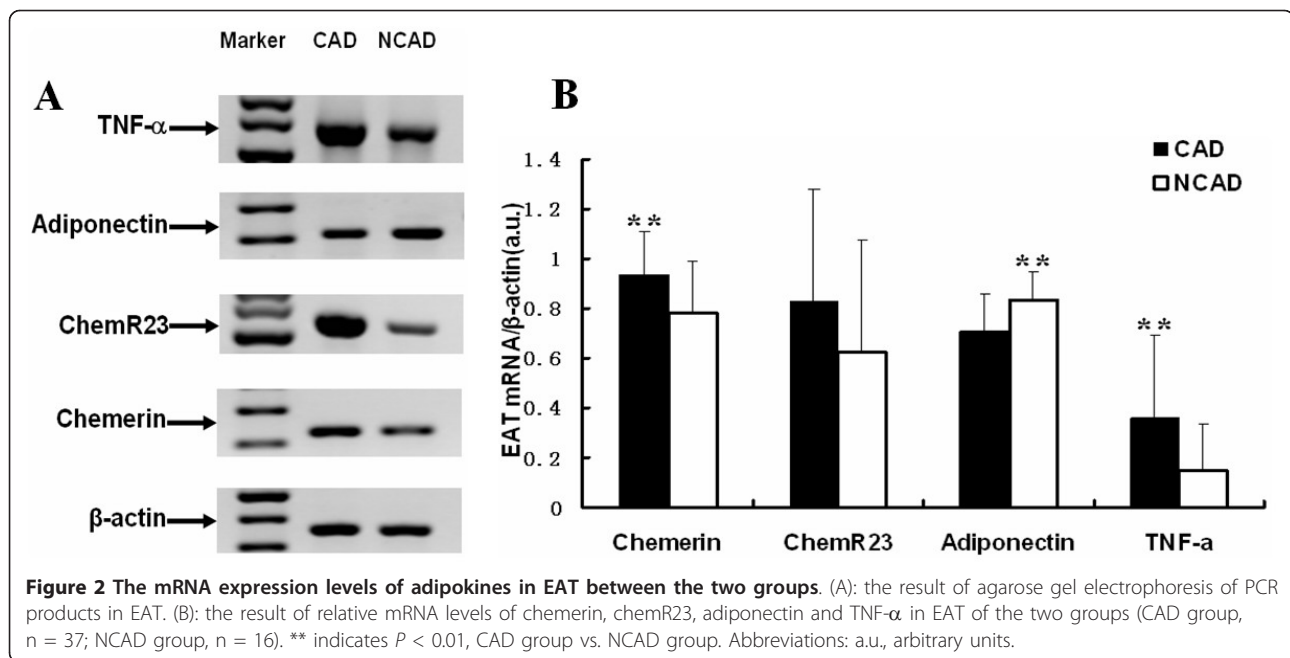 Marker CAD NCAD
A
TNF-α
Adiponectin
ChemR23
Chemerin
β-actin
B
CAD
NCAD
EAT mRNA/β-actin(a.u.)
1.4
1.2
1
0.8
0.6
0.4
0.2
0
**
**
**
Chemerin ChemR23 Adiponectin TNF-a
Figure 2 The mRNA expression levels of adipokines in EAT between the two groups. (A): the result of agarose gel electrophoresis of PCR
products in EAT. (B): the result of relative mRNA levels of chemerin, chemR23, adiponectin and TNF-α in EAT of the two groups (CAD group,
n = 37; NCAD group, n = 16). ** indicates P < 0.01, CAD group vs. NCAD group. Abbreviations: a.u., arbitrary units.